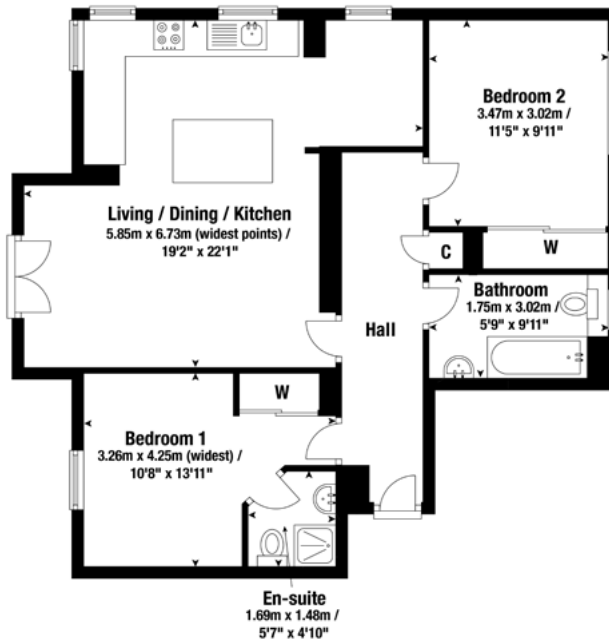 Bedroom 2
3.47m x 3.02m /
11'5" x 9'11"
Living / Dining / Kitchen
5.85m x 6.73m (widest points) /
19'2" x 22'1"
C
W
Bathroom
1.75m x 3.02m /
5'9" x 9'11"
Hall
W
Bedroom 1
3.26m x 4.25m (widest) /
10'8" x 13'11"
En-suite
1.69m x 1.48m /
5'7" x 4'10"